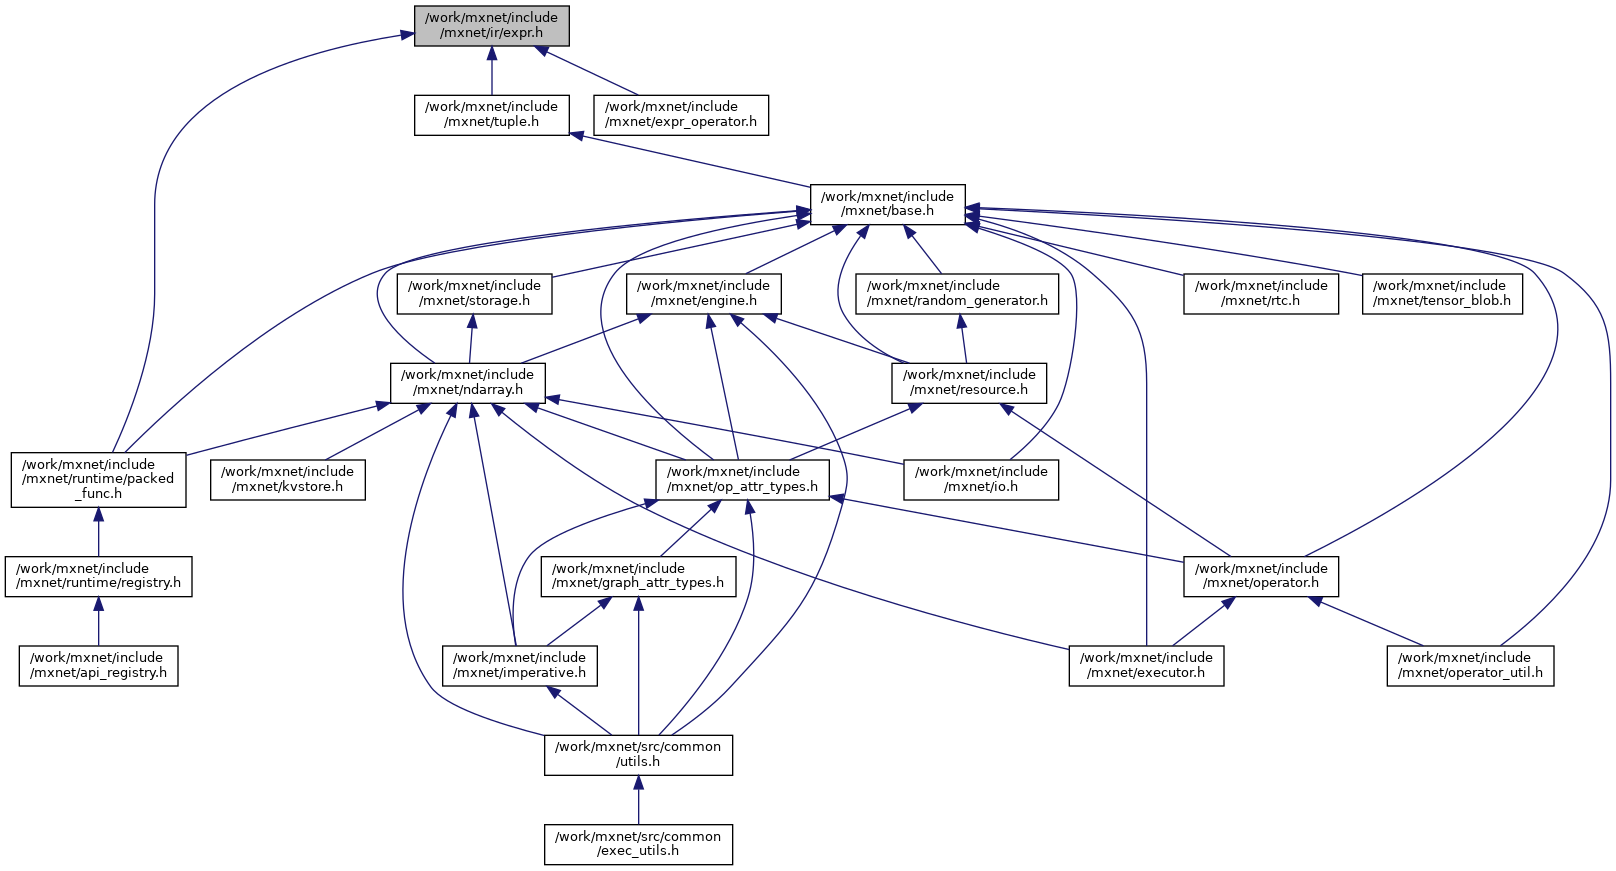 /work/mxnet/include
/mxnet/ir/expr.h
/work/mxnet/include
/mxnet/tuple.h
/work/mxnet/include
/mxnet/expr_operator.h
/work/mxnet/include
/mxnet/base.h
/work/mxnet/include
/mxnet/storage.h
/work/mxnet/include
/mxnet/engine.h
/work/mxnet/include
/mxnet/random_generator.h
/work/mxnet/include
/mxnet/rtc.h
/work/mxnet/include
/mxnet/tensor_blob.h
/work/mxnet/include
/mxnet/ndarray.h
/work/mxnet/include
/mxnet/resource.h
/work/mxnet/include
/mxnet/runtime/packed
_func.h
/work/mxnet/include
/mxnet/kvstore.h
/work/mxnet/include
/mxnet/op_attr_types.h
/work/mxnet/include
/mxnet/io.h
/work/mxnet/include
/mxnet/runtime/registry.h
/work/mxnet/include
/mxnet/graph_attr_types.h
/work/mxnet/include
/mxnet/operator.h
/work/mxnet/include
/mxnet/api_registry.h
/work/mxnet/include
/mxnet/imperative.h
/work/mxnet/include
/mxnet/executor.h
/work/mxnet/include
/mxnet/operator_util.h
/work/mxnet/src/common
/utils.h
/work/mxnet/src/common
/exec_utils.h